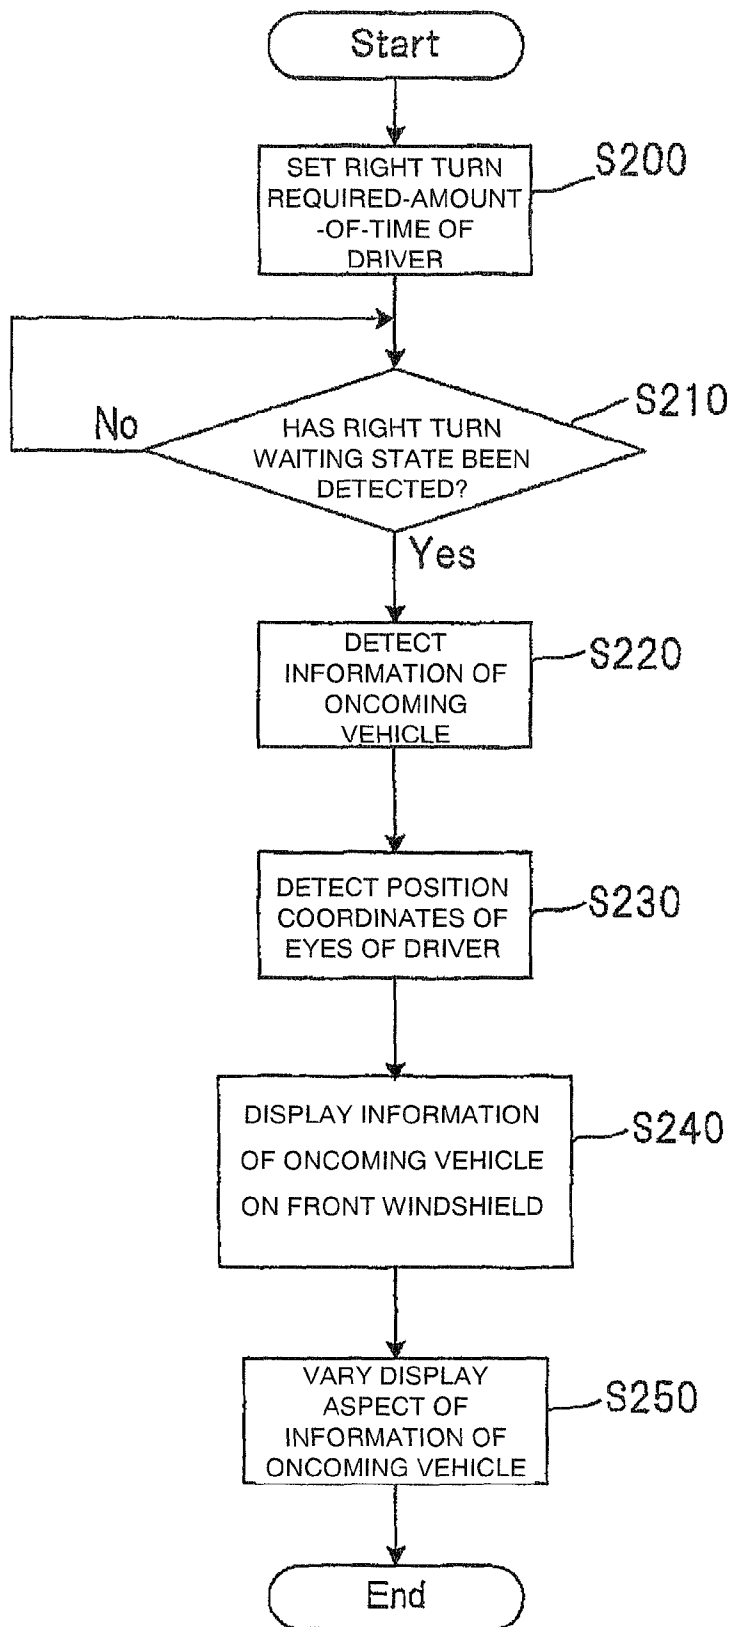 Start
SET RIGHT TURN
REQUIRED-AMOUNT
-OF-TIME OF
DRIVER
S200
HAS RIGHT TURN
WAITING STATE BEEN
DETECTED?
S210
No
Yes
DETECT
INFORMATION OF
ONCOMING
VEHICLE
S220
DETECT POSITION
COORDINATES OF
EYES OF DRIVER
S230
DISPLAY INFORMATION
OF ONCOMING VEHICLE
ON FRONT WINDSHIELD
S240
VARY DISPLAY
ASPECT OF
INFORMATION OF
ONCOMING VEHICLE
S250
End